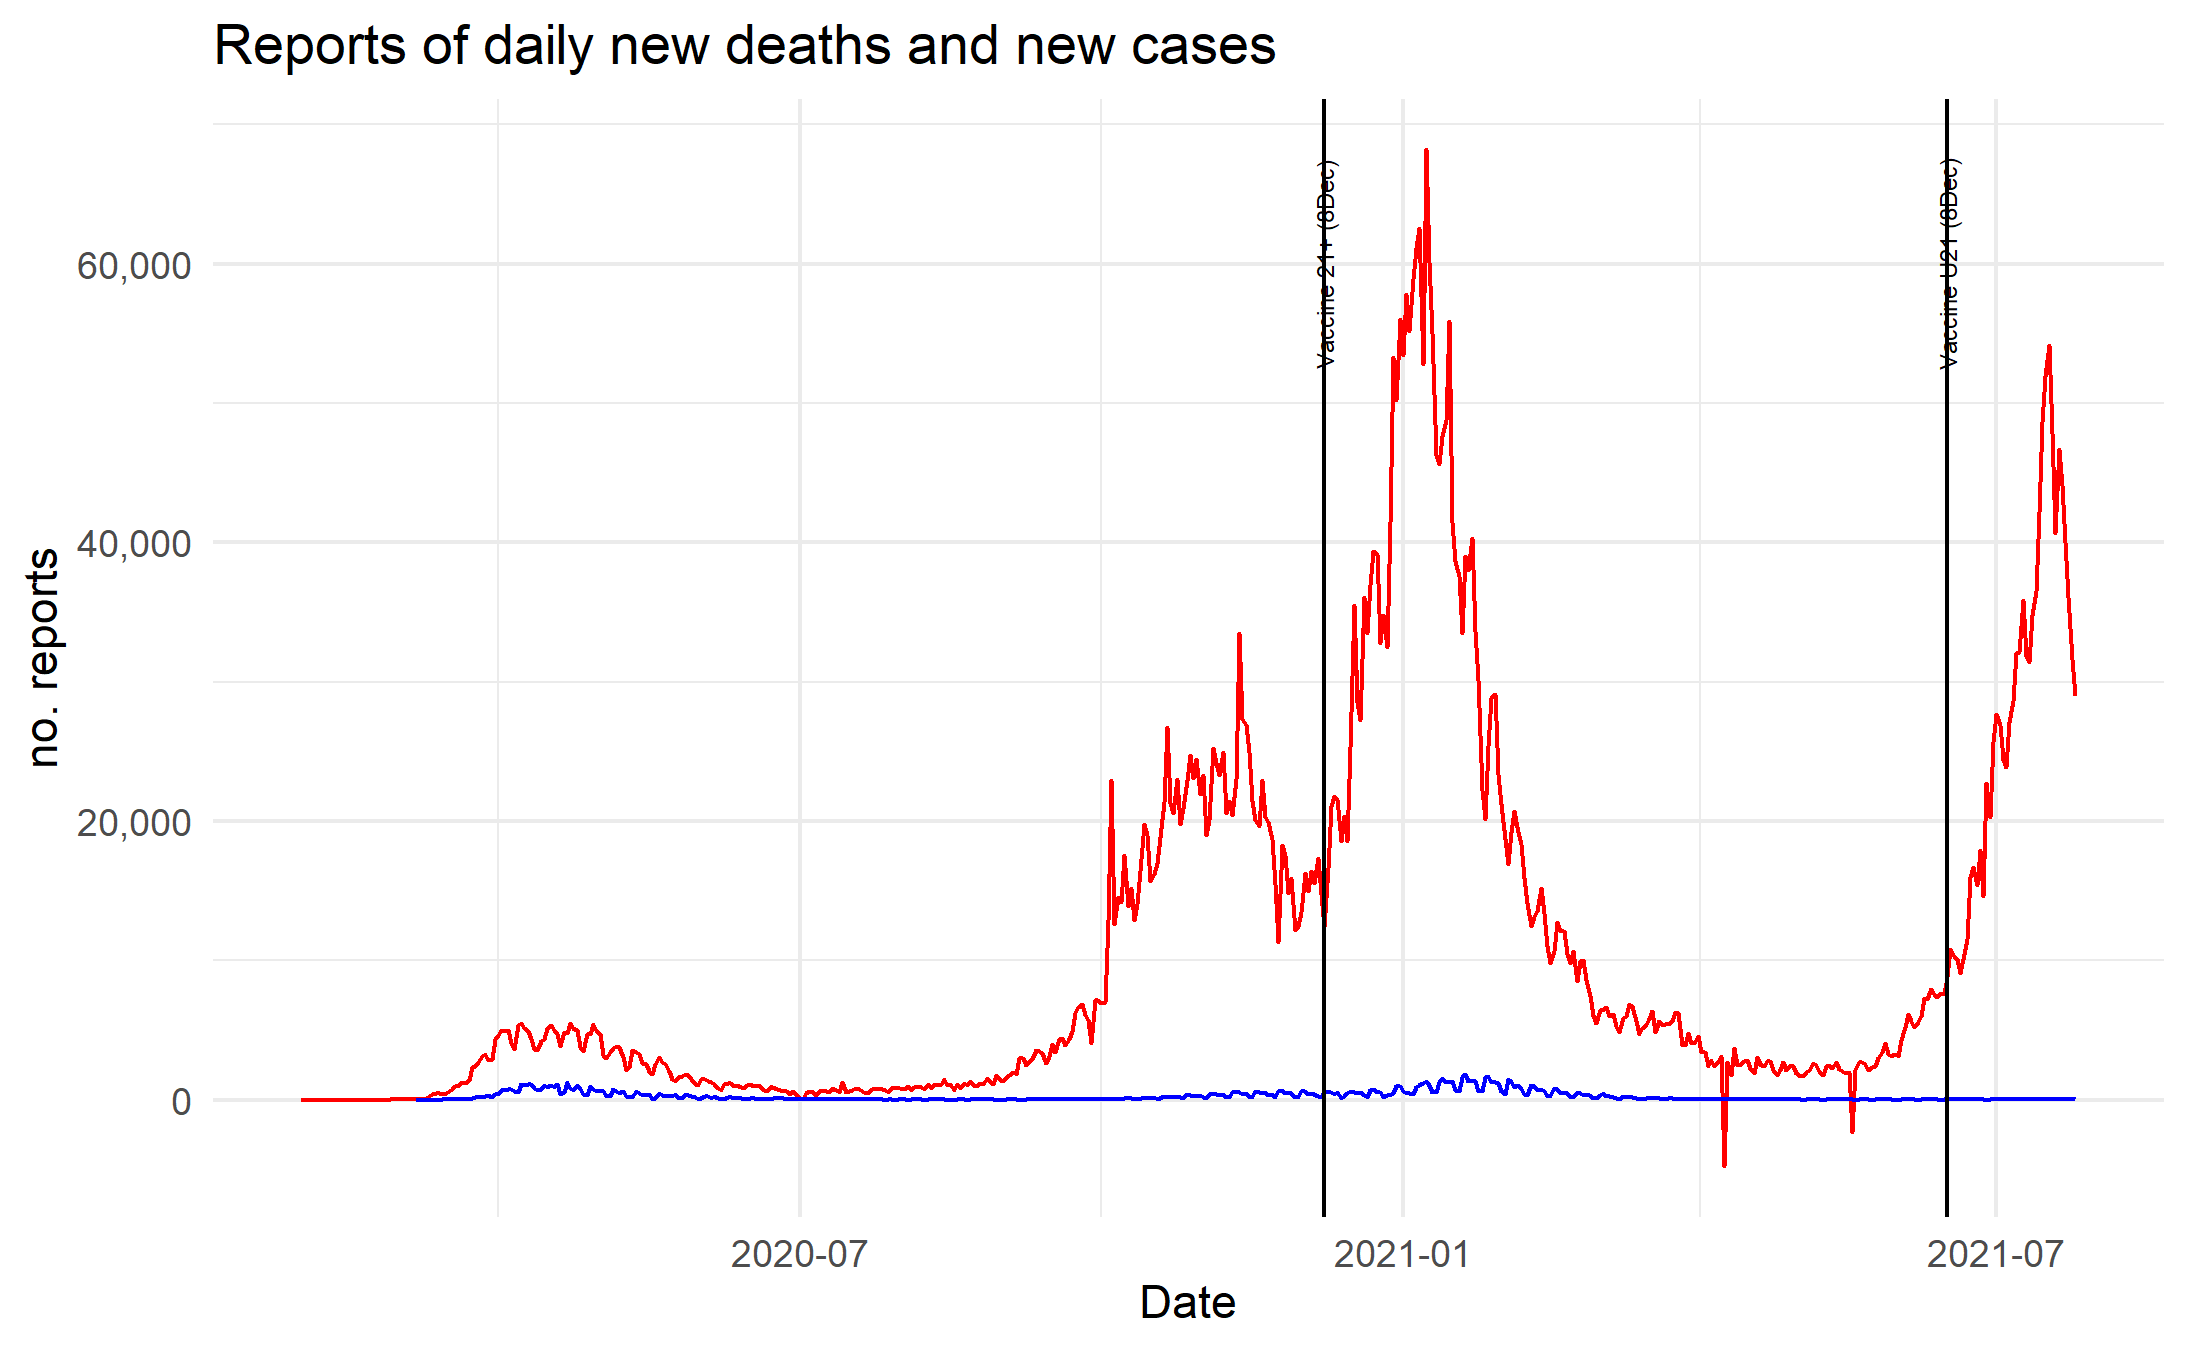 Reports of daily new deaths and new cases
Vaccine 21+ (8Dec)
Vaccine U21 (8Dec)
60,000
40,000
20,000
0
no. reports
2020-07
2021-01
2021-07
Date